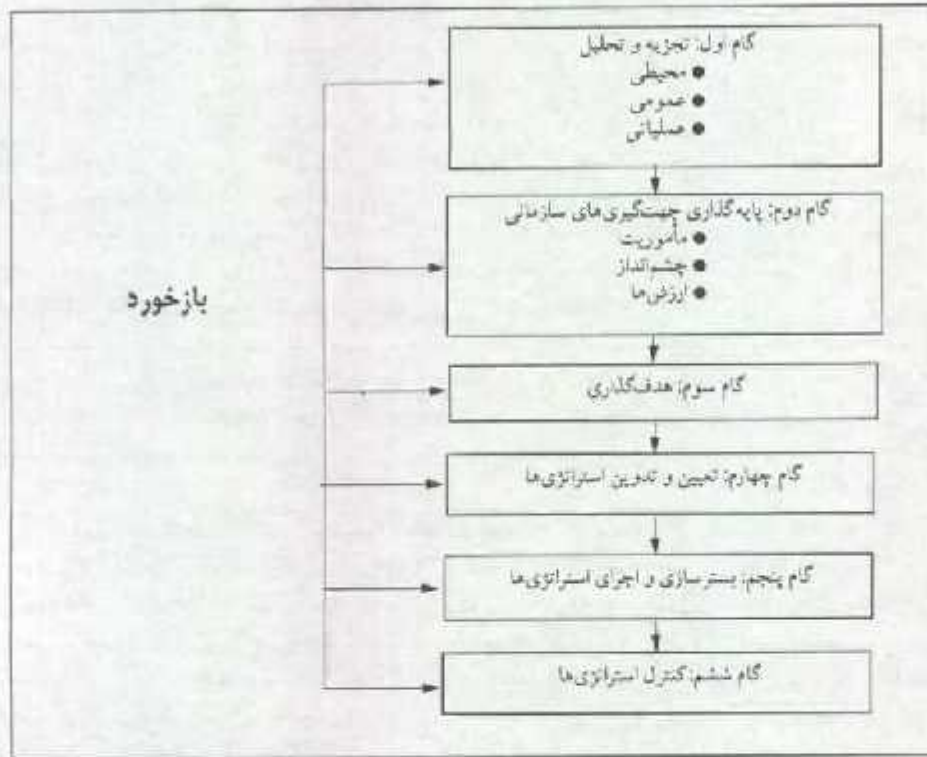 گام اول: تجزیه و تحلیل
● محیطی
● عمومی
● عملیاتی
گام دوم: پایه‌گذاری جهت‌گیری‌های سازمانی
● مأموریت
● چشم‌انداز
● ارزش‌ها
بازخورد
گام سوم: هدف‌گذاری
گام چهارم: تعیین و تدوین استراتژی‌ها
گام پنجم: بسترسازی و اجرای استراتژی‌ها
گام ششم: کنترل استراتژی‌ها